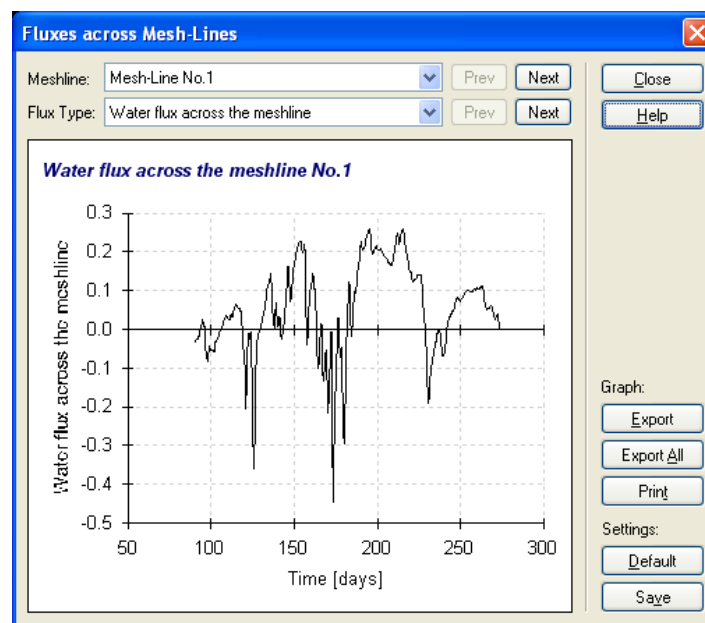 Fluxes across Mesh-Lines
Meshline: Mesh-Line No.1 Prev Next Close
Flux Type: Water flux across the meshline Prev Next Help
Water flux across the meshline No.1
Water flux across the meshline
0.3
0.2
0.1
0.0
-0.1
-0.2
-0.3
-0.4
-0.5
50 100 150 200 250 300
Time [days]
Graph:
Export
Export All
Print
Settings:
Default
Save